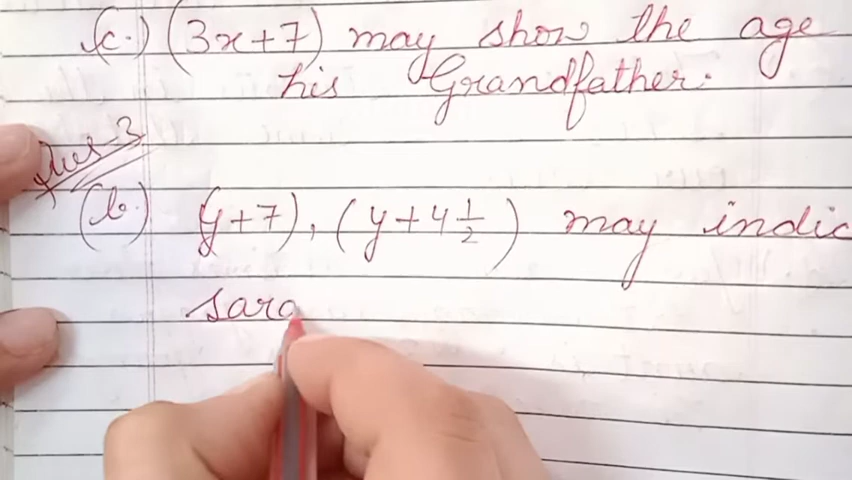 (c.) (3x+7) may show the age
his Grandfather.
Ques-3
(b.) (y+7), (y+4 1/2) may indic
sara